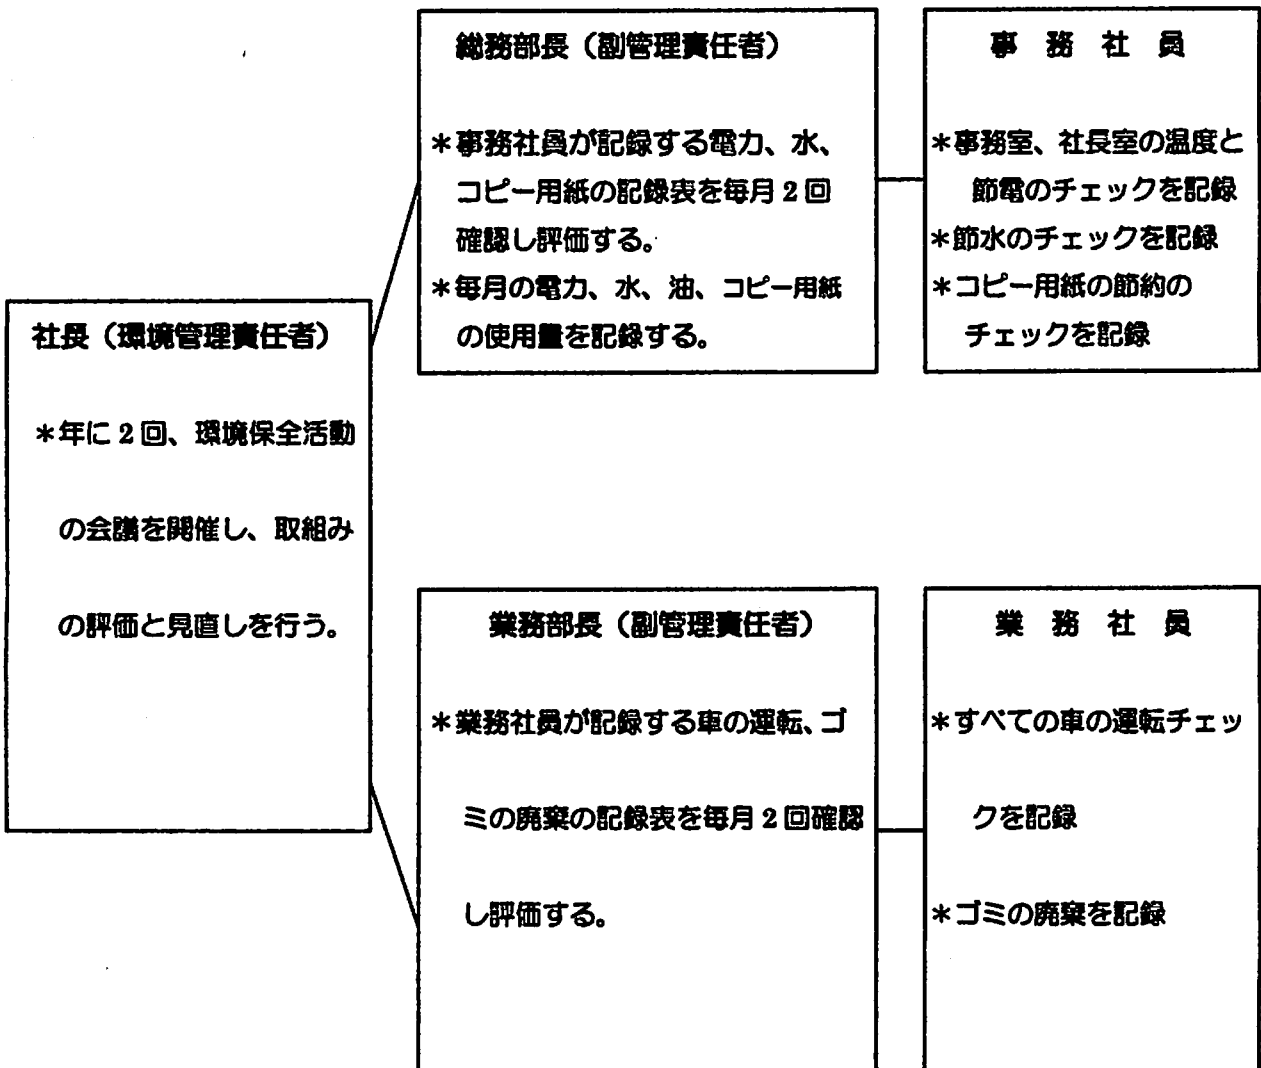 総務部長（副管理責任者）
＊事務社員が記録する電力、水、
コピー用紙の記録表を毎月2回
確認し評価する。
＊毎月の電力、水、油、コピー用紙
の使用量を記録する。
事　務　社　員
＊事務室、社長室の温度と
節電のチェックを記録
＊節水のチェックを記録
＊コピー用紙の節約の
チェックを記録
社長（環境管理責任者）
＊年に2回、環境保全活動
の会議を開催し、取組み
の評価と見直しを行う。
業務部長（副管理責任者）
＊業務社員が記録する車の運転、ゴ
ミの廃棄の記録表を毎月2回確認
し評価する。
業　務　社　員
＊すべての車の運転チェッ
クを記録
＊ゴミの廃棄を記録